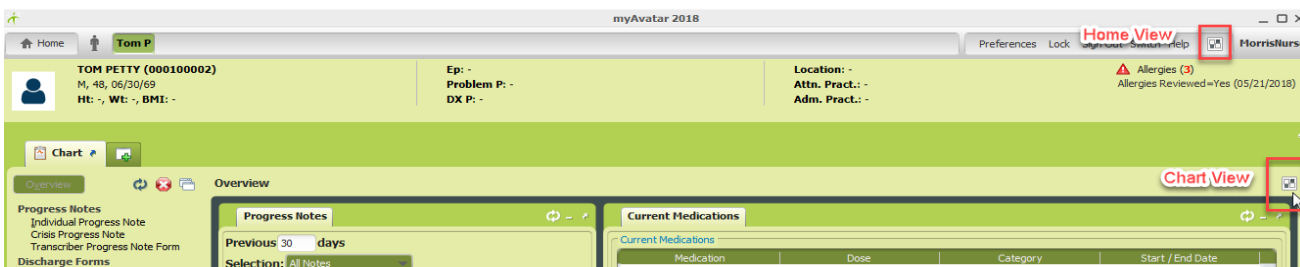 myAvatar 2018
Home Tom P Preferences Lock Sign Out Switch Help MorrisNurs
Home View
TOM PETTY (000100002) Ep: - Location: - Allergies (3)
M, 48, 06/30/69 Problem P: - Attn. Pract.: - Allergies Reviewed=Yes (05/21/2018)
Ht: -, Wt: -, BMI: - DX P: - Adm. Pract.: -
Chart
Overview Overview Chart View
Progress Notes Progress Notes Current Medications
Individual Progress Note
Crisis Progress Note Previous 30 days Current Medications
Transcriber Progress Note Form
Discharge Forms Selection: All Notes Medication Dose Category Start / End Date